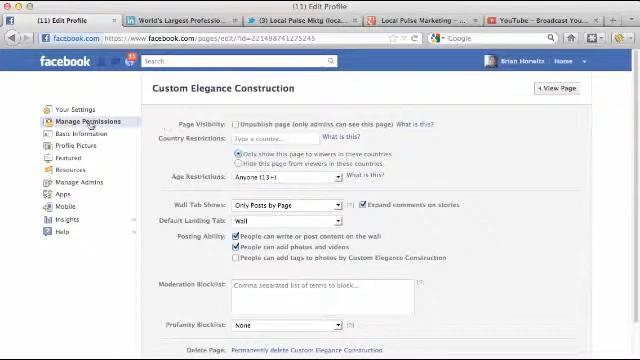 (11) Edit Profile
(11) Edit Profile
World's Largest Professio...
(3) Local Pulse Mktg (loca...
Local Pulse Marketing - ...
YouTube - Broadcast You...
facebook.com https://www.facebook.com/pages/edit/?id=221498741275245
Google
facebook
11
Search
Brian Horwitz
Home
Custom Elegance Construction
« View Page
Your Settings
Manage Permissions
Basic Information
Profile Picture
Featured
Resources
Manage Admins
Apps
Mobile
Insights
Help
Page Visibility: Unpublish page (only admins can see this page) What is this?
Country Restrictions: Type a country... What is this?
Only show this page to viewers in these countries
Hide this page from viewers in these countries
Age Restrictions: Anyone (13+) What is this?
Wall Tab Shows: Only Posts by Page [?] Expand comments on stories
Default Landing Tab: Wall
Posting Ability: People can write or post content on the wall
People can add photos and videos
People can add tags to photos by Custom Elegance Construction
Moderation Blocklist: Comma separated list of terms to block... [?]
Profanity Blocklist: None [?]
Delete Page: Permanently delete Custom Elegance Construction